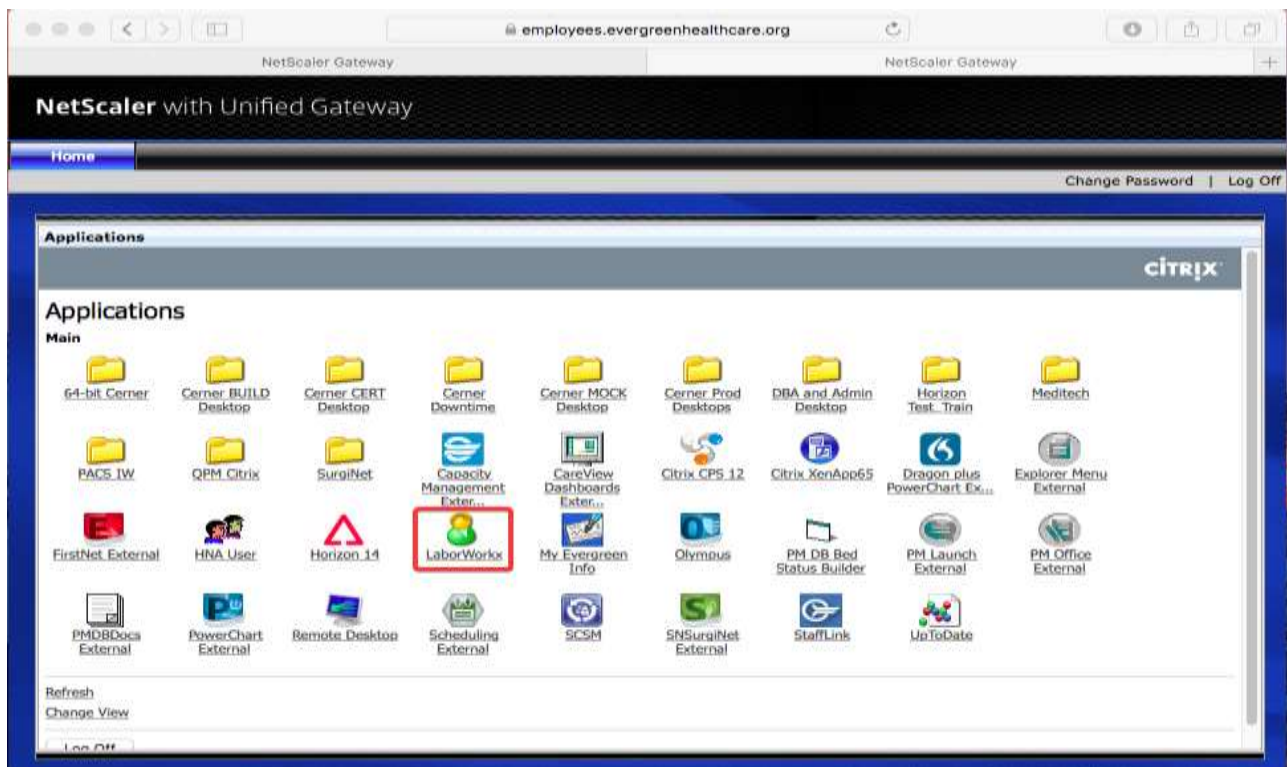 employees.evergreenhealthcare.org
NetScaler Gateway
NetScaler Gateway
NetScaler with Unified Gateway
Home
Change Password | Log Off
Applications
CİTRIX
Applications
Main
64-bit Cerner
Cerner BUILD
Desktop
Cerner CERT
Desktop
Cerner
Downtime
Cerner MOCK
Desktop
Cerner Prod
Desktops
DBA and Admin
Desktop
Horizon
Test_Train
Meditech
PACS IW
QPM Citrix
SurgiNet
Capacity
Management
Exter...
CareView
Dashboards
Exter...
Citrix CPS 12
Citrix XenApp65
Dragon plus
PowerChart Ex...
Explorer Menu
External
FirstNet External
HNA User
Horizon 14
LaborWorkx
My Evergreen
Info
Olympus
PM DB Bed
Status Builder
PM Launch
External
PM Office
External
PMDBDocs
External
PowerChart
External
Remote Desktop
Scheduling
External
SCSM
SNSurgiNet
External
StaffLink
UpToDate
Refresh
Change View
Log Off